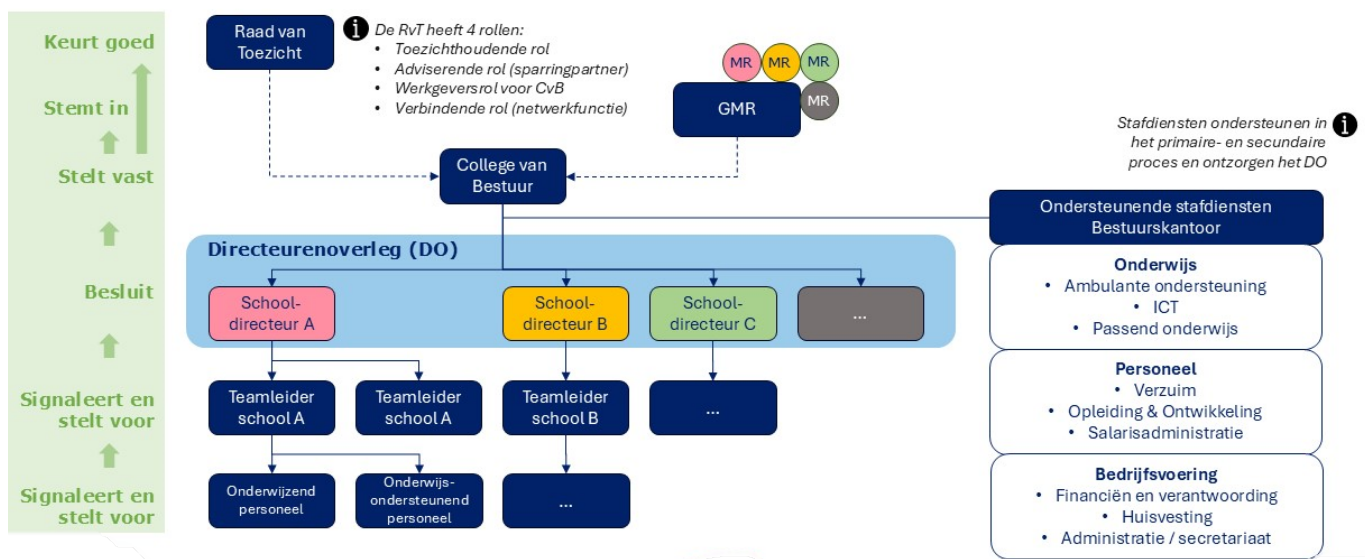 Keurt goed
Stemt in
Stelt vast
Besluit
Signaleert en
stelt voor
Signaleert en
stelt voor
Raad van
Toezicht
De RvT heeft 4 rollen:
• Toezichthoudende rol
• Adviserende rol (sparringpartner)
• Werkgeversrol voor CvB
• Verbindende rol (netwerkfunctie)
MR
MR
MR
MR
GMR
College van
Bestuur
Stafdiensten ondersteunen in
het primaire- en secundaire
proces en ontzorgen het DO
Directeurenoverleg (DO)
School-
directeur A
School-
directeur B
School-
directeur C
...
Teamleider
school A
Teamleider
school A
Teamleider
school B
...
Onderwijzend
personeel
Onderwijs-
ondersteunend
personeel
...
Ondersteunende stafdiensten
Bestuurskantoor
Onderwijs
• Ambulante ondersteuning
• ICT
• Passend onderwijs
Personeel
• Verzuim
• Opleiding & Ontwikkeling
• Salarisadministratie
Bedrijfsvoering
• Financiën en verantwoording
• Huisvesting
• Administratie / secretariaat